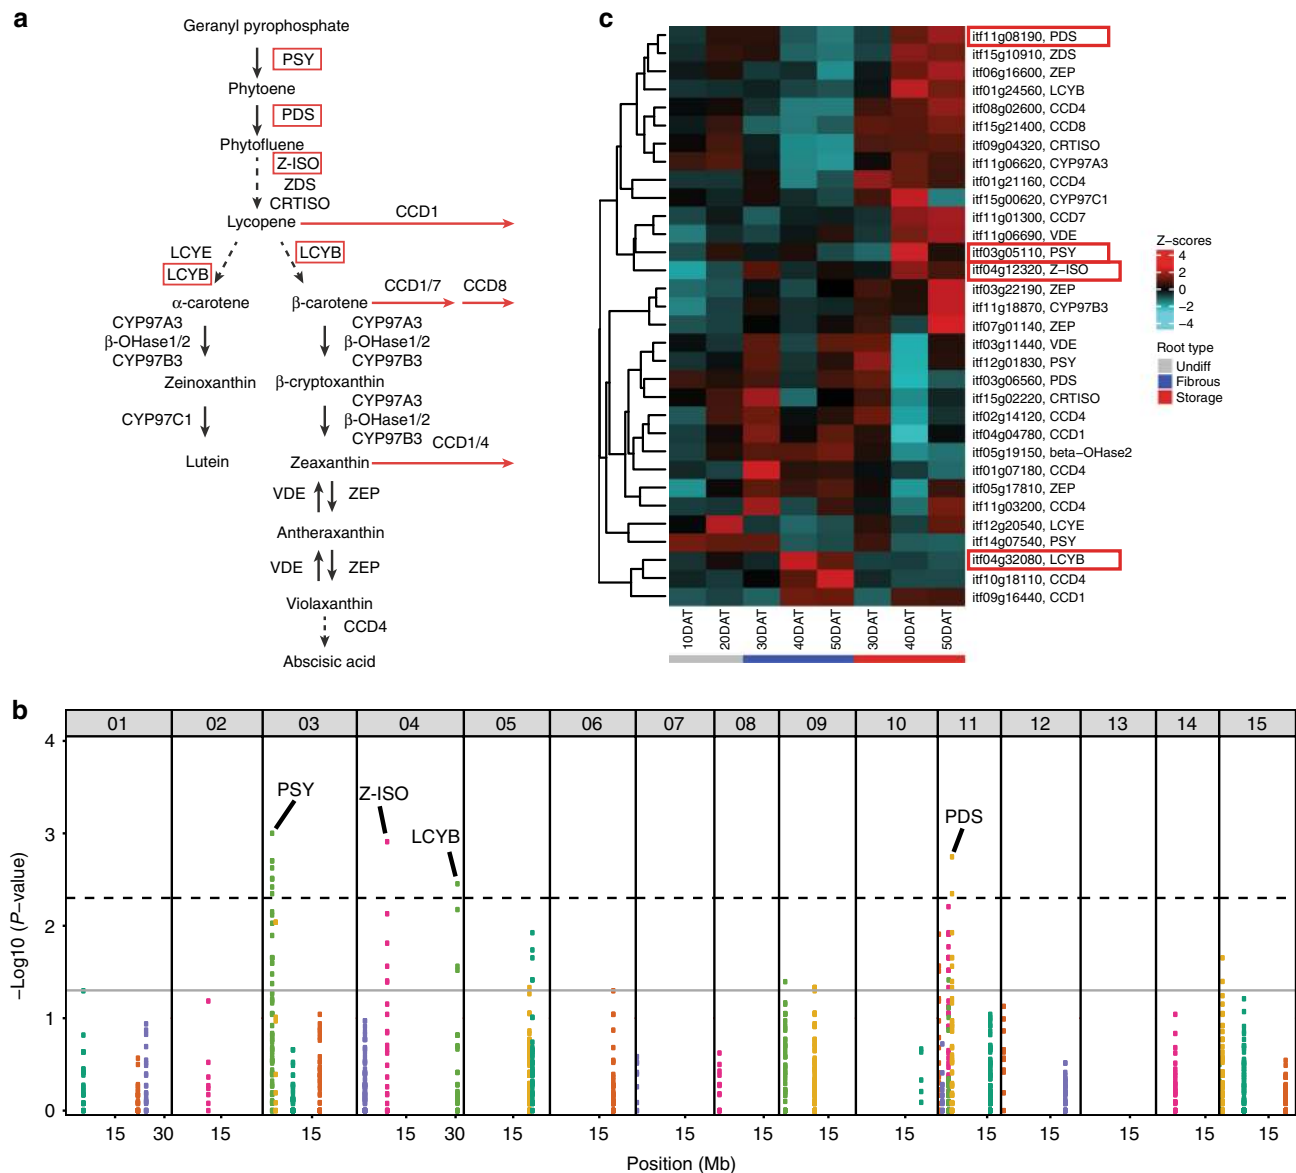 a
Geranyl pyrophosphate
PSY
Phytoene
PDS
Phytofluene
Z-ISO
ZDS
CRTISO
Lycopene
CCD1
LCYE
LCYB
LCYB
α-carotene
β-carotene
CCD1/7
CCD8
CYP97A3
β-OHase1/2
CYP97B3
CYP97A3
β-OHase1/2
CYP97B3
Zeinoxanthin
β-cryptoxanthin
CYP97C1
CYP97A3
β-OHase1/2
CYP97B3
CCD1/4
Lutein
Zeaxanthin
VDE
ZEP
Antheraxanthin
VDE
ZEP
Violaxanthin
CCD4
Abscisic acid
c
itf11g08190, PDS
itf15g10910, ZDS
itf06g16600, ZEP
itf01g24560, LCYB
itf08g02600, CCD4
itf15g21400, CCD8
itf09g04320, CRTISO
itf11g06620, CYP97A3
itf01g21160, CCD4
itf15g00620, CYP97C1
itf11g01300, CCD7
itf11g06690, VDE
itf03g05110, PSY
itf04g12320, Z-ISO
itf03g22190, ZEP
itf11g18870, CYP97B3
itf07g01140, ZEP
itf03g11440, VDE
itf12g01830, PSY
itf03g06560, PDS
itf15g02220, CRTISO
itf02g14120, CCD4
itf04g04780, CCD1
itf05g19150, beta-OHase2
itf01g07180, CCD4
itf05g17810, ZEP
itf11g03200, CCD4
itf12g20540, LCYE
itf14g07540, PSY
itf04g32080, LCYB
itf10g18110, CCD4
itf09g16440, CCD1
10DAT
20DAT
30DAT
40DAT
50DAT
30DAT
40DAT
50DAT
Z-scores
4
2
0
−2
−4
Root type
Undiff
Fibrous
Storage
b
01 02 03 04 05 06 07 08 09 10 11 12 13 14 15
−Log10 (P-value)
4
3
2
1
0
PSY
Z-ISO
LCYB
PDS
15 30 15 15 15 30 15 15 15 15 15 15 15 15 15 15 15
Position (Mb)